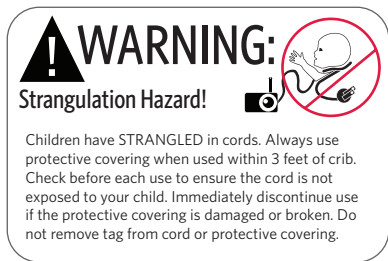 WARNING:
Strangulation Hazard!
Children have STRANGLED in cords. Always use
protective covering when used within 3 feet of crib.
Check before each use to ensure the cord is not
exposed to your child. Immediately discontinue use
if the protective covering is damaged or broken. Do
not remove tag from cord or protective covering.